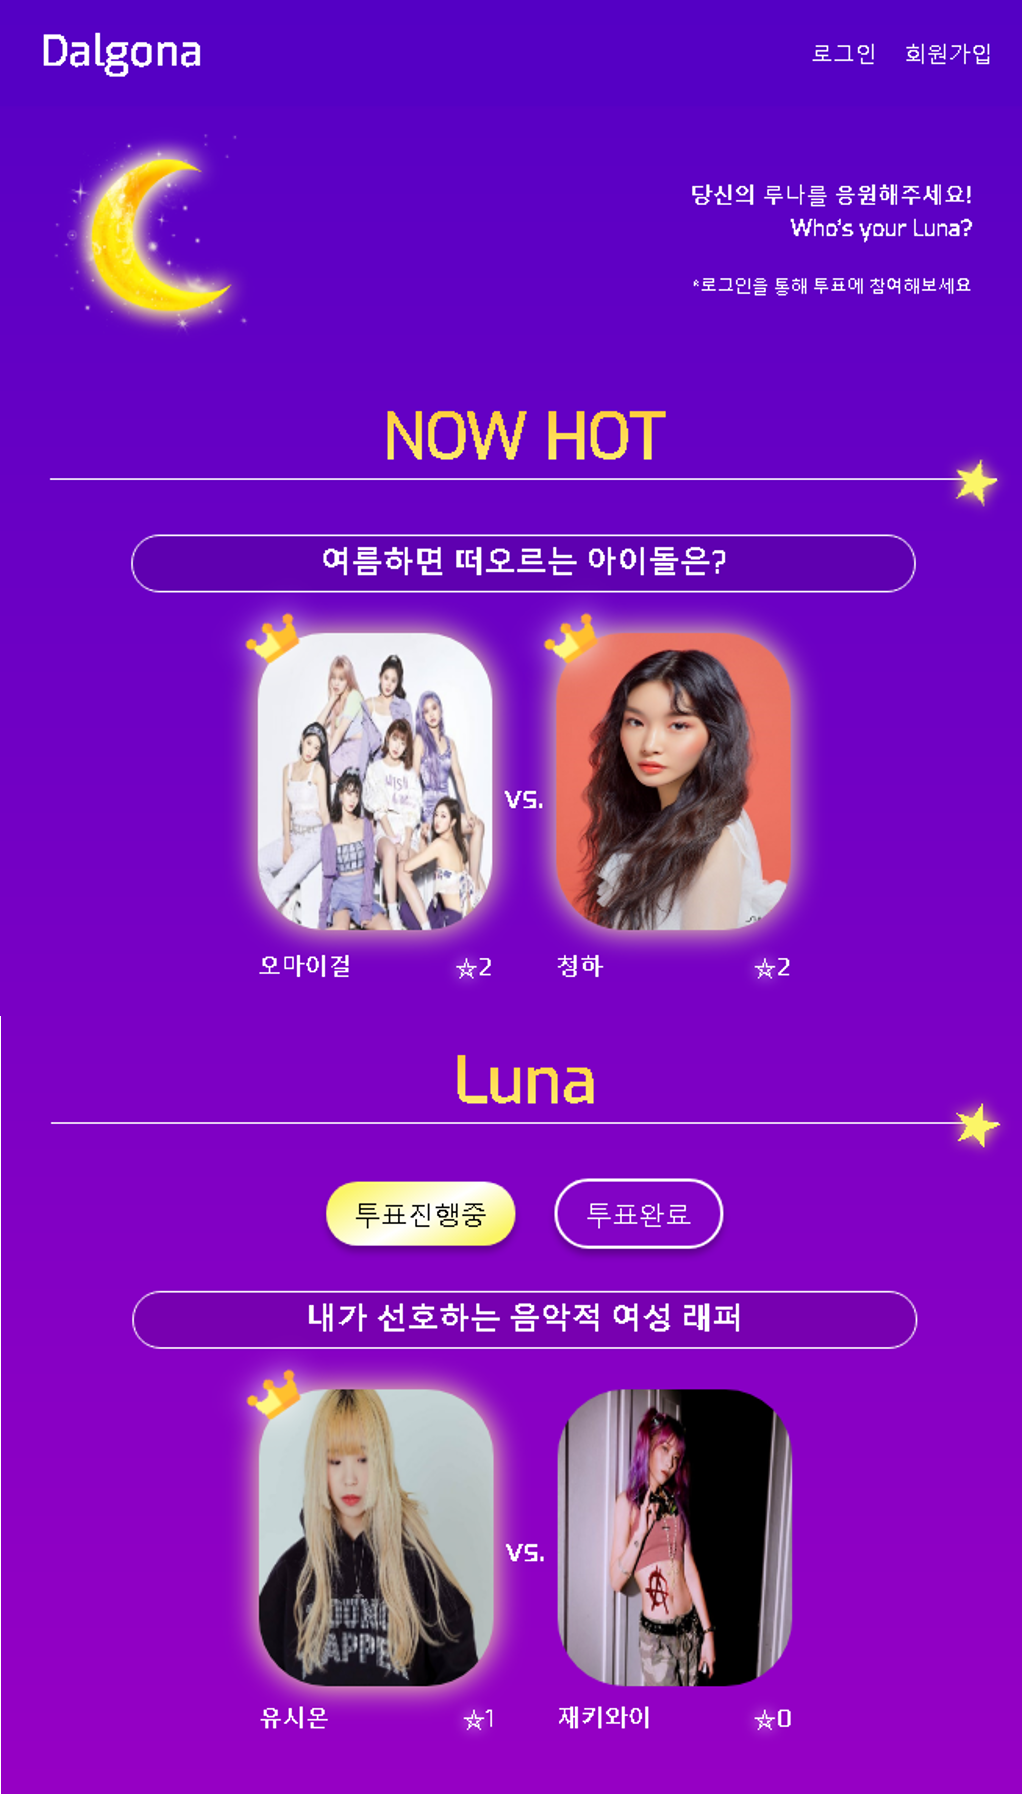 Dalgona
로그인 회원가입
당신의 루나를 응원해주세요!
Who's your Luna?
*로그인을 통해 투표에 참여해보세요
NOW HOT
여름하면 떠오르는 아이돌은?
VS.
오마이걸 ☆2
청하 ☆2
Luna
투표진행중 투표완료
내가 선호하는 음악적 여성 래퍼
VS.
유시온 ☆1
재키와이 ☆0